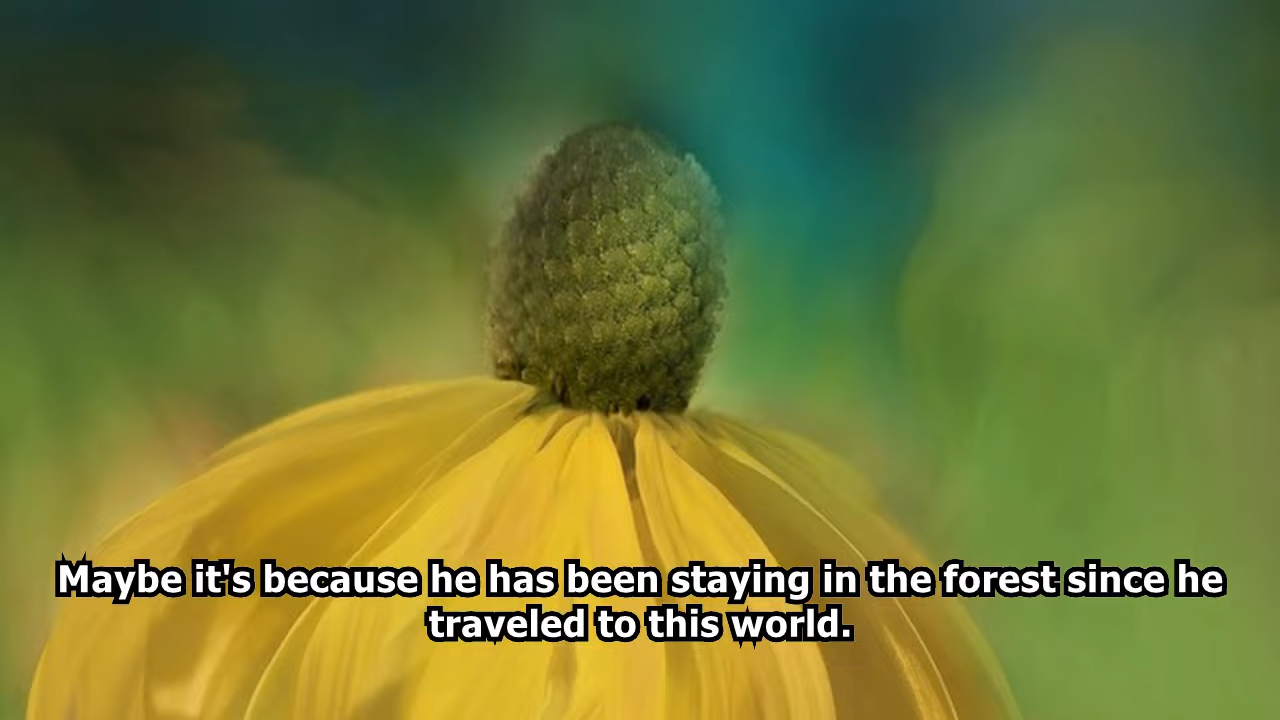 Maybe it's because he has been staying in the forest since he
traveled to this world.